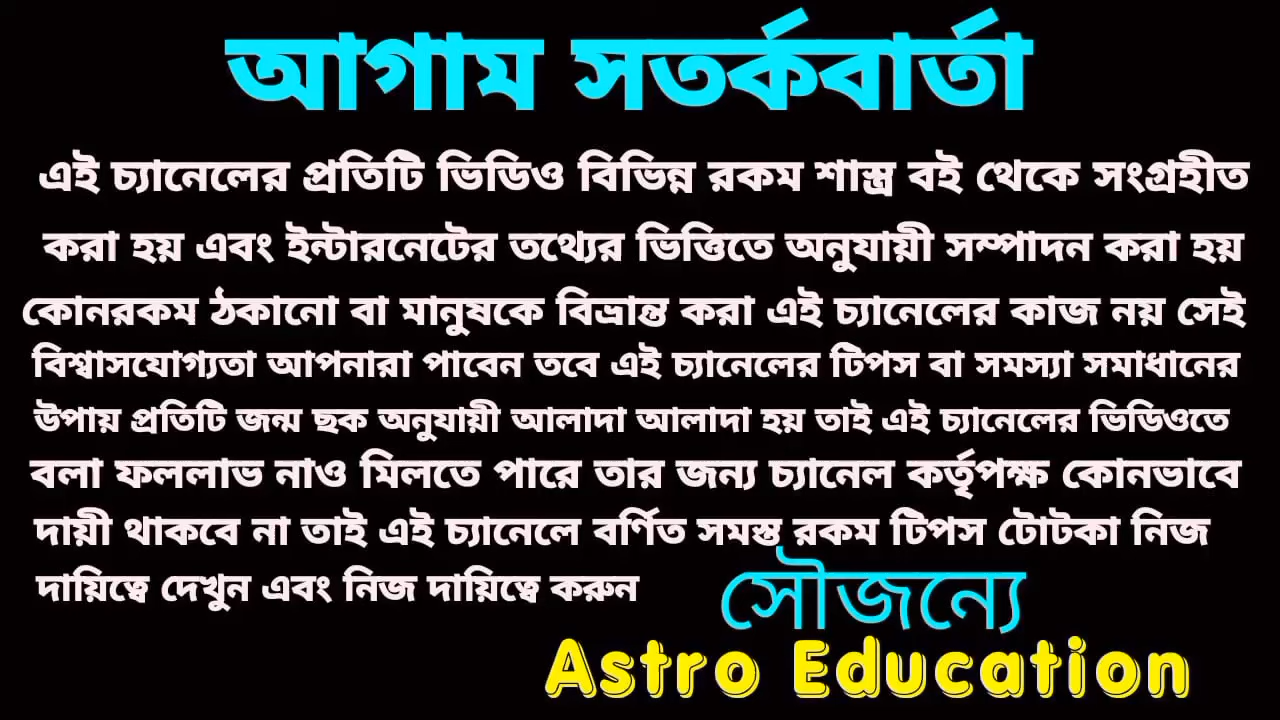 আগাম সতর্কবার্তা
এই চ্যানেলের প্রতিটি ভিডিও বিভিন্ন রকম শাস্ত্র বই থেকে সংগ্রহীত
করা হয় এবং ইন্টারনেটের তথ্যের ভিত্তিতে অনুযায়ী সম্পাদন করা হয়
কোনরকম ঠকানো বা মানুষকে বিভ্রান্ত করা এই চ্যানেলের কাজ নয় সেই
বিশ্বাসযোগ্যতা আপনারা পাবেন তবে এই চ্যানেলের টিপস বা সমস্যা সমাধানের
উপায় প্রতিটি জন্ম ছক অনুযায়ী আলাদা আলাদা হয় তাই এই চ্যানেলের ভিডিওতে
বলা ফললাভ নাও মিলতে পারে তার জন্য চ্যানেল কর্তৃপক্ষ কোনভাবে
দায়ী থাকবে না তাই এই চ্যানেলে বর্ণিত সমস্ত রকম টিপস টোটকা নিজ
দায়িত্বে দেখুন এবং নিজ দায়িত্বে করুন
সৌজন্যে
Astro Education